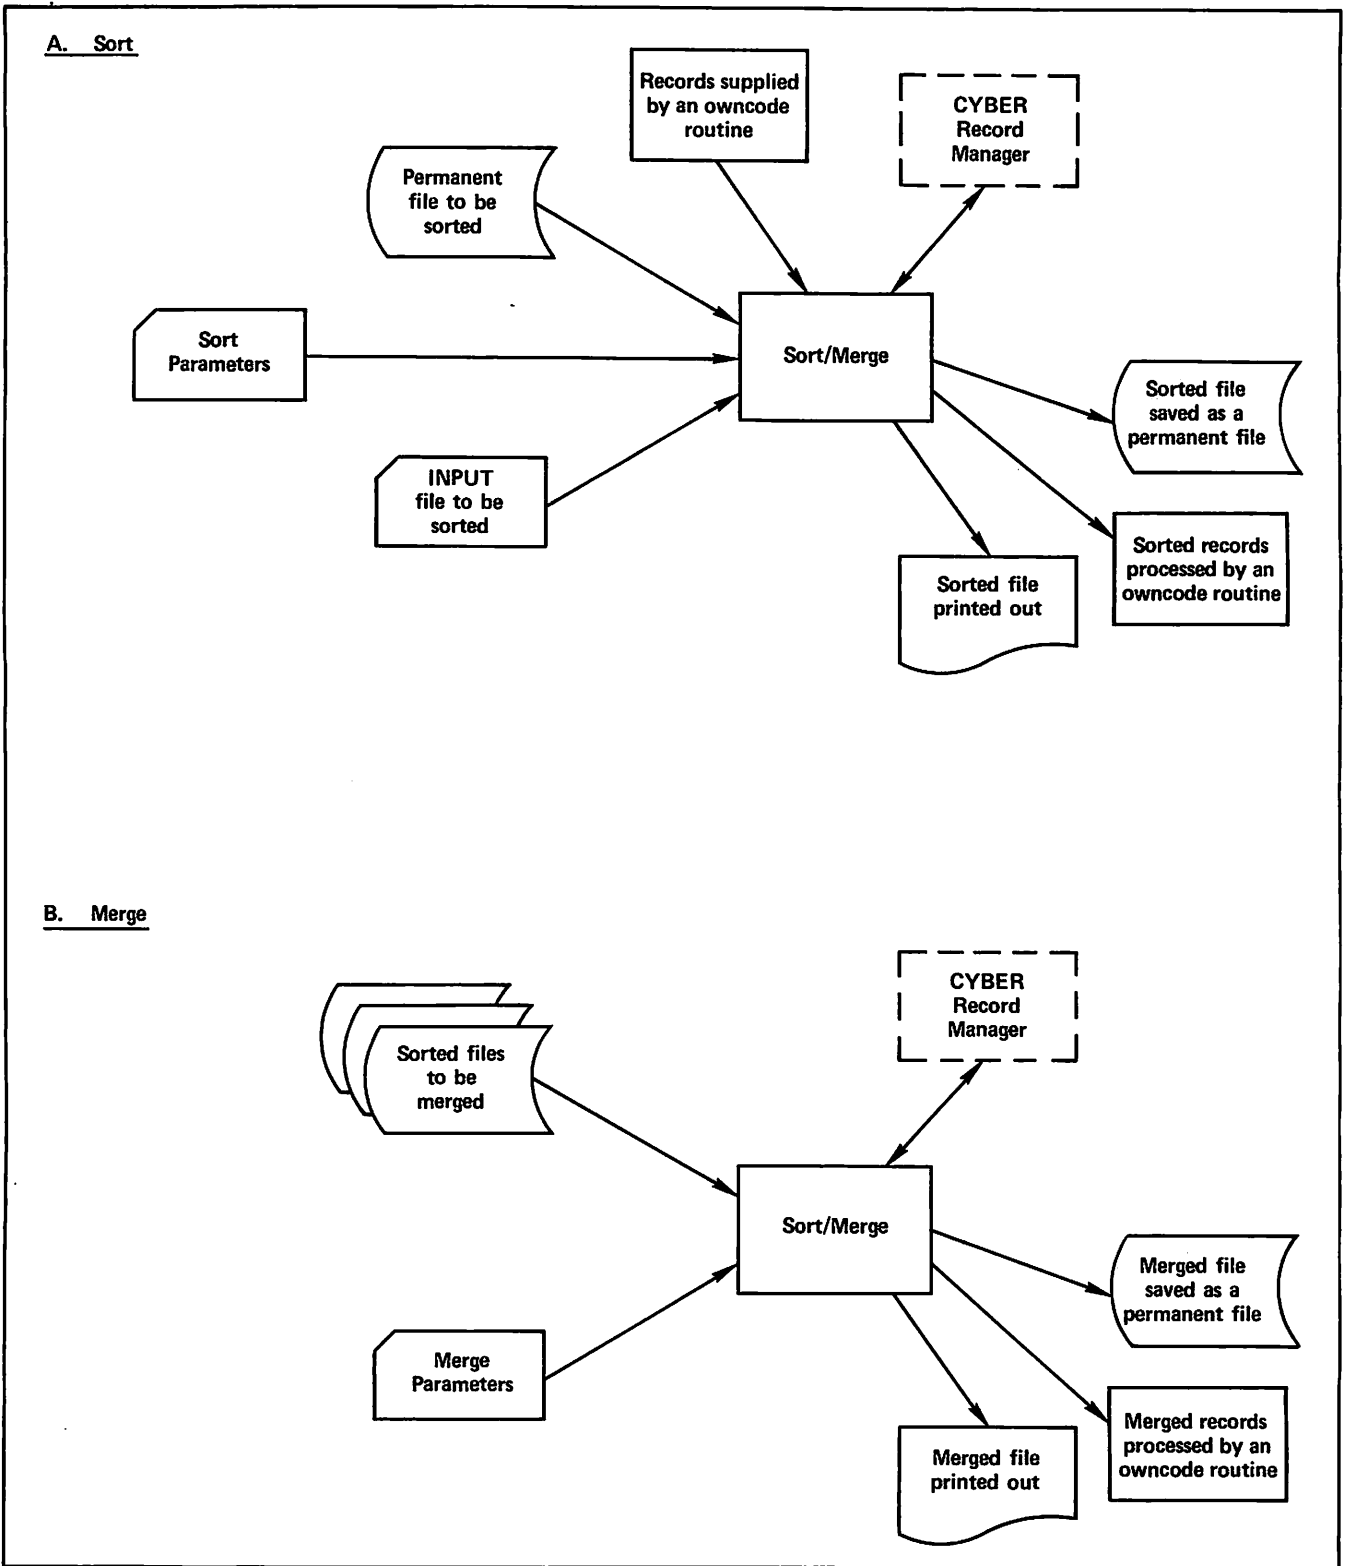 A. Sort
Records supplied
by an owncode
routine
CYBER
Record
Manager
Permanent
file to be
sorted
Sort
Parameters
Sort/Merge
INPUT
file to be
sorted
Sorted file
saved as a
permanent file
Sorted records
processed by an
owncode routine
Sorted file
printed out
B. Merge
CYBER
Record
Manager
Sorted files
to be
merged
Sort/Merge
Merge
Parameters
Merged file
saved as a
permanent file
Merged records
processed by an
owncode routine
Merged file
printed out